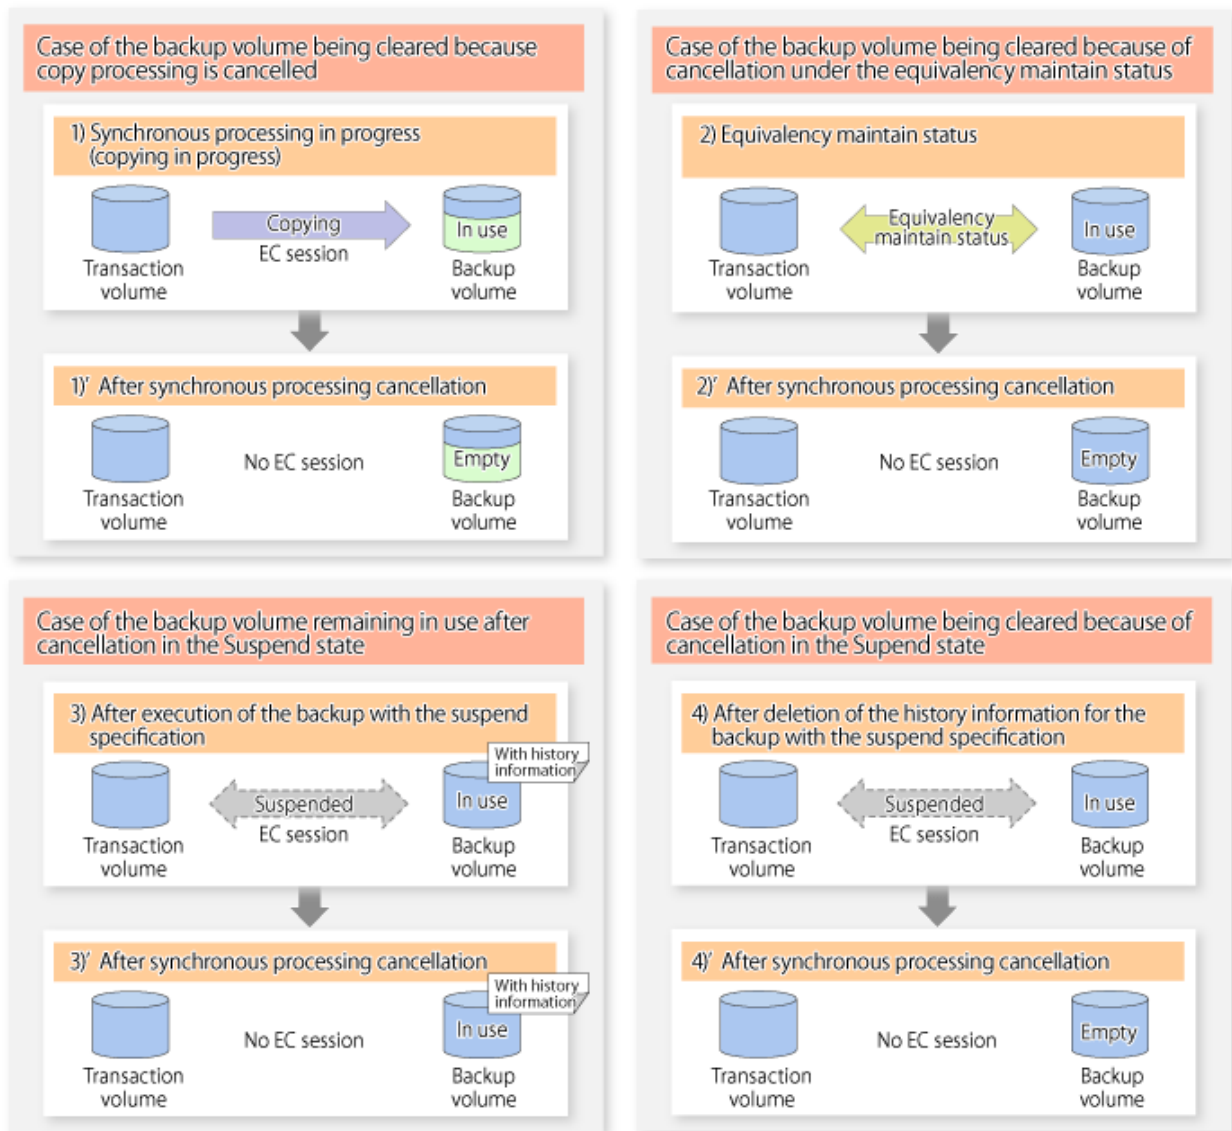 Case of the backup volume being cleared because
copy processing is cancelled
1) Synchronous processing in progress
(copying in progress)
Copying
In use
EC session
Transaction
volume
Backup
volume
1)' After synchronous processing cancellation
No EC session
Empty
Transaction
volume
Backup
volume
Case of the backup volume being cleared because of
cancellation under the equivalency maintain status
2) Equivalency maintain status
Equivalency
maintain status
In use
Transaction
volume
Backup
volume
2)' After synchronous processing cancellation
No EC session
Empty
Transaction
volume
Backup
volume
Case of the backup volume remaining in use after
cancellation in the Suspend state
3) After execution of the backup with the suspend
specification
With history
information
Suspended
In use
EC session
Transaction
volume
Backup
volume
3)' After synchronous processing cancellation
With history
information
No EC session
In use
Transaction
volume
Backup
volume
Case of the backup volume being cleared because of
cancellation in the Supend state
4) After deletion of the history information for the
backup with the suspend specification
Suspended
In use
EC session
Transaction
volume
Backup
volume
4)' After synchronous processing cancellation
No EC session
Empty
Transaction
volume
Backup
volume